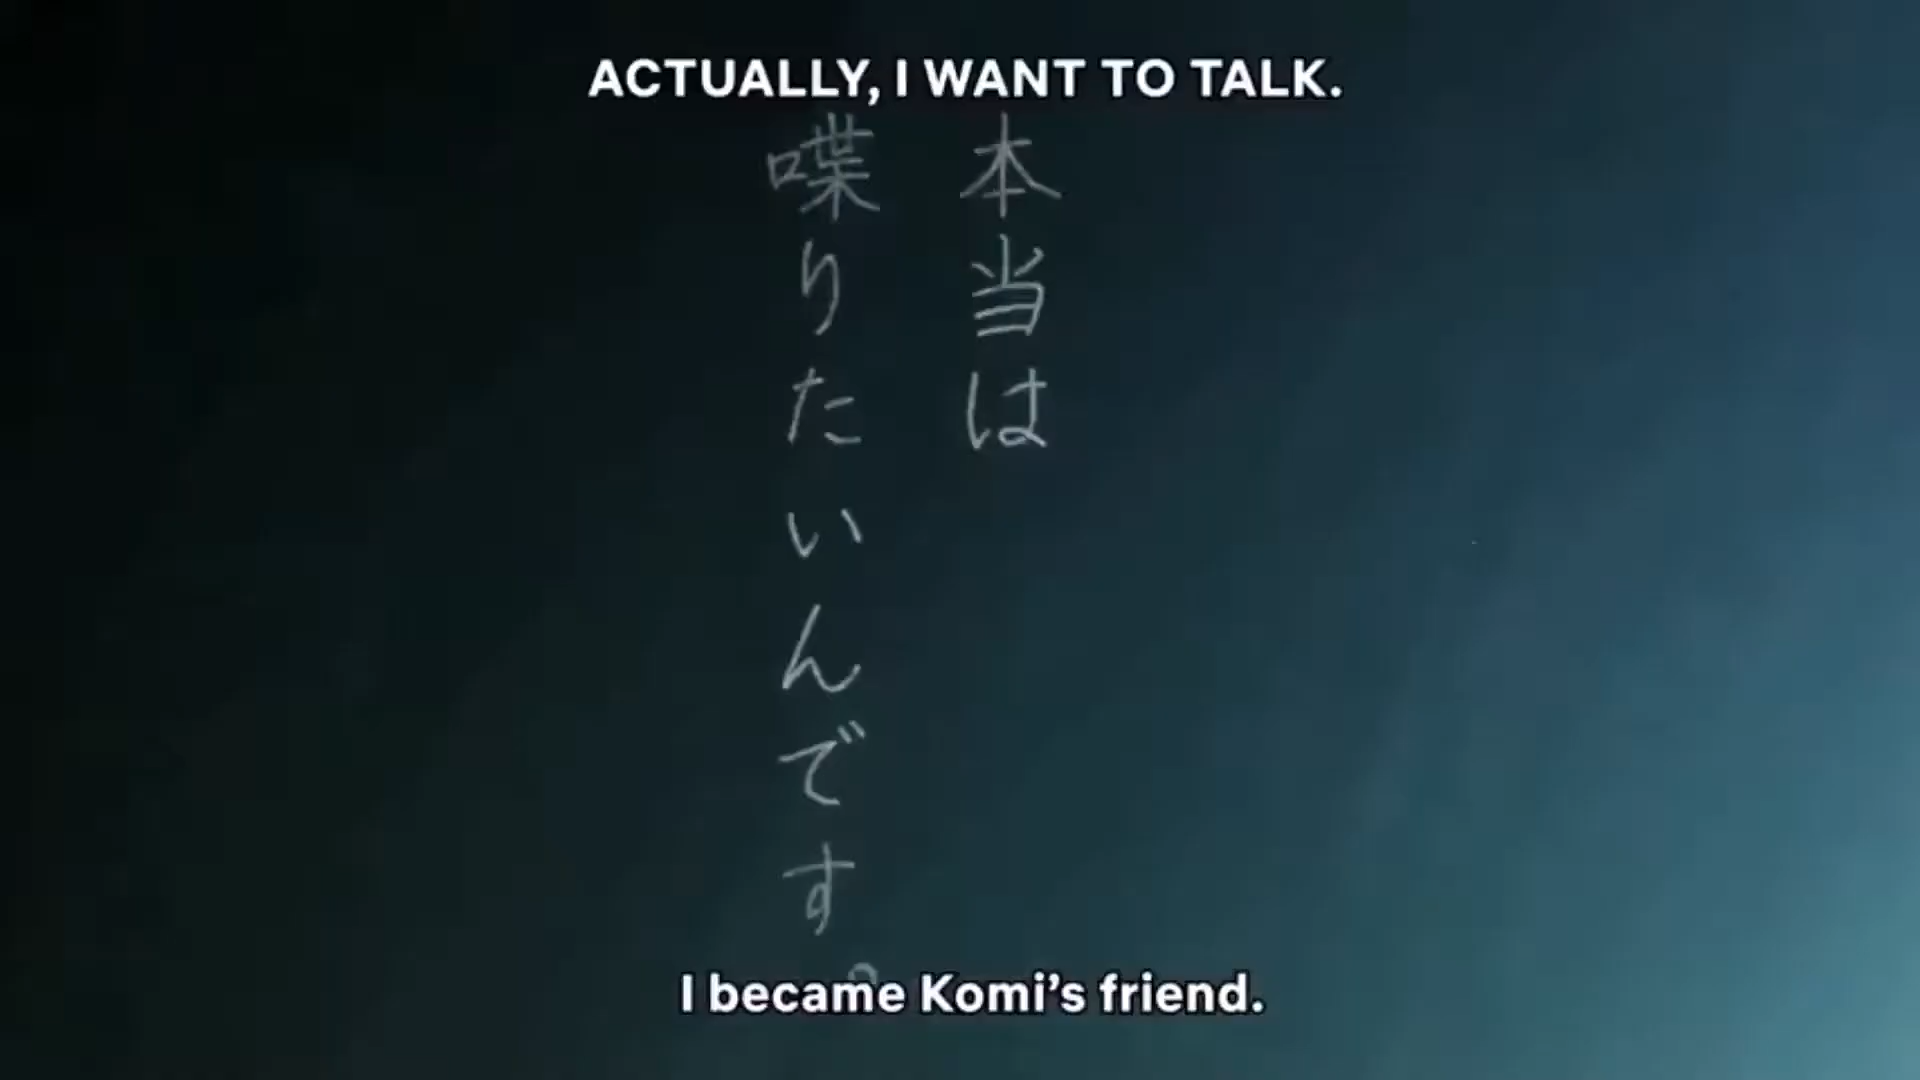 ACTUALLY, I WANT TO TALK.
本当は
喋りたいんです。
I became Komi's friend.